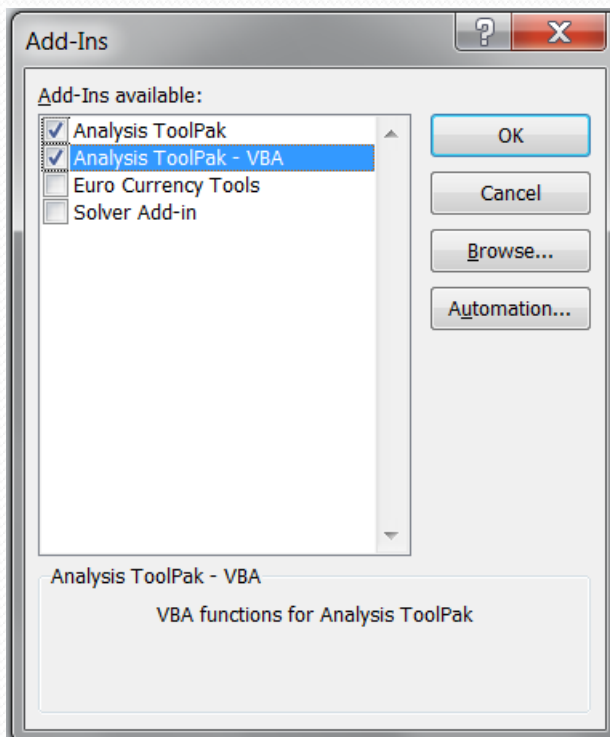 Add-Ins
Add-Ins available:
Analysis ToolPak
Analysis ToolPak - VBA
Euro Currency Tools
Solver Add-in
OK
Cancel
Browse...
Automation...
Analysis ToolPak - VBA
VBA functions for Analysis ToolPak